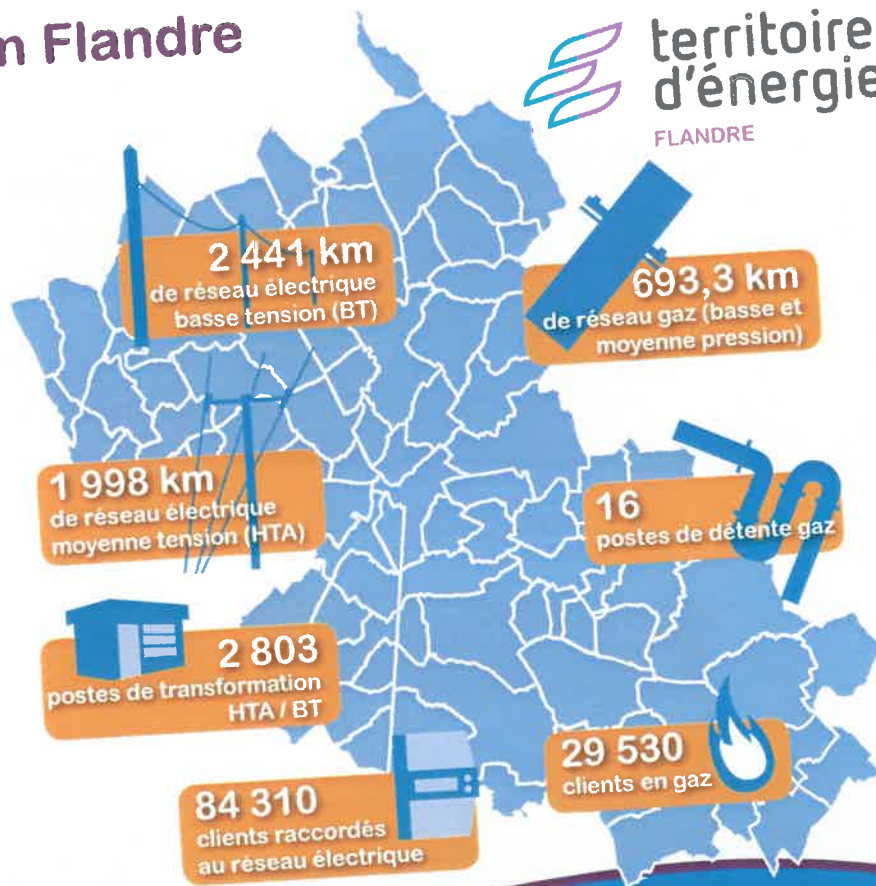 n Flandre
territoire
d'énergie
FLANDRE
2 441 km
de réseau électrique
basse tension (BT)
693,3 km
de réseau gaz (basse et
moyenne pression)
1 998 km
de réseau électrique
moyenne tension (HTA)
16
postes de détente gaz
2 803
postes de transformation
HTA / BT
29 530
clients en gaz
84 310
clients raccordés
au réseau électrique